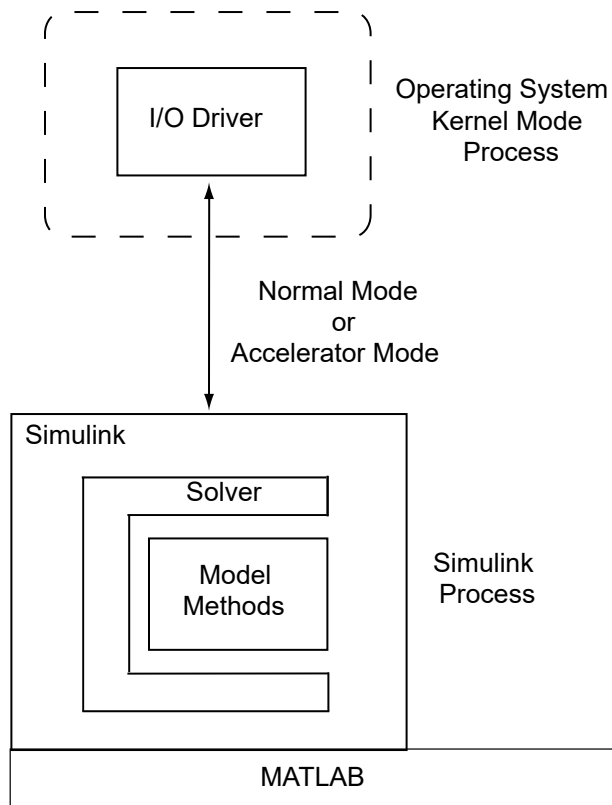 I/O Driver
Operating System
Kernel Mode
Process
Normal Mode
or
Accelerator Mode
Simulink
Solver
Model
Methods
Simulink
Process
MATLAB